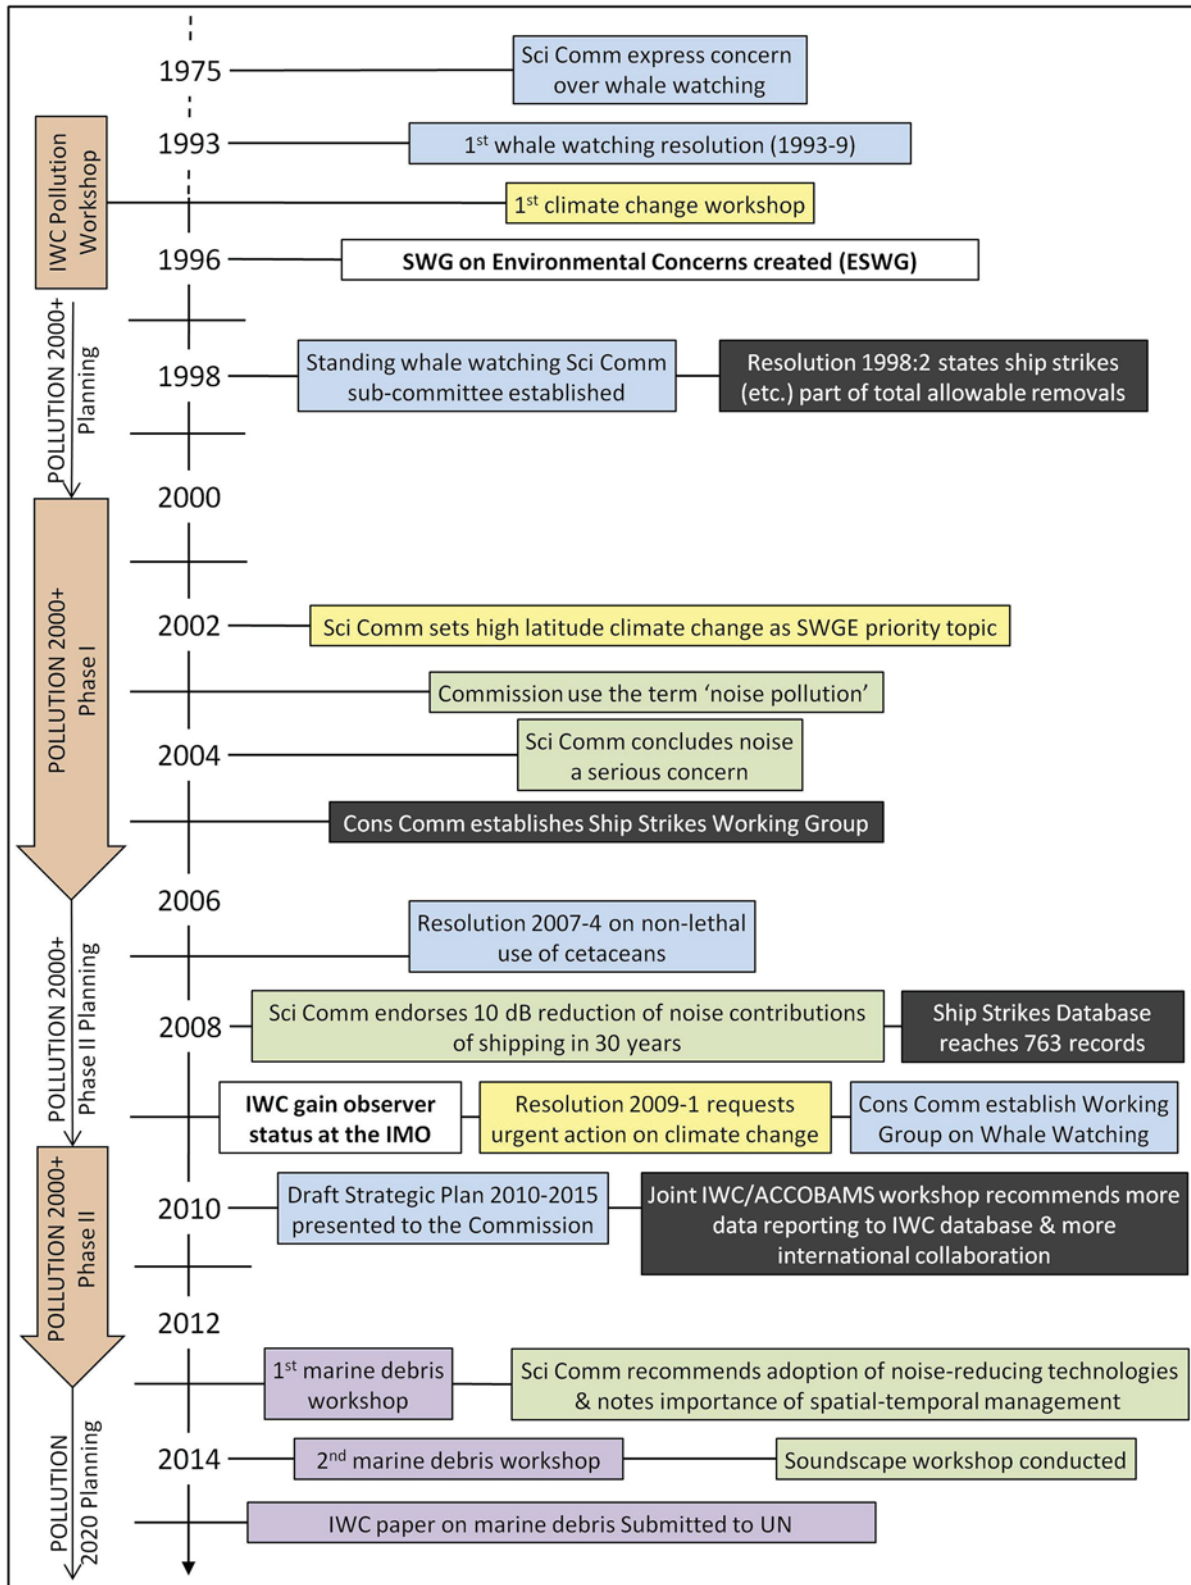 1975
Sci Comm express concern
over whale watching
1993
1st whale watching resolution (1993-9)
IWC Pollution
Workshop
1st climate change workshop
1996
SWG on Environmental Concerns created (ESWG)
POLLUTION 2000+
Planning
1998
Standing whale watching Sci Comm
sub-committee established
Resolution 1998:2 states ship strikes
(etc.) part of total allowable removals
2000
POLLUTION 2000+
Phase I
2002
Sci Comm sets high latitude climate change as SWGE priority topic
Commission use the term ‘noise pollution’
2004
Sci Comm concludes noise
a serious concern
Cons Comm establishes Ship Strikes Working Group
2006
Resolution 2007-4 on non-lethal
use of cetaceans
POLLUTION 2000+
Phase II Planning
2008
Sci Comm endorses 10 dB reduction of noise contributions
of shipping in 30 years
Ship Strikes Database
reaches 763 records
IWC gain observer
status at the IMO
Resolution 2009-1 requests
urgent action on climate change
Cons Comm establish Working
Group on Whale Watching
POLLUTION 2000+
Phase II
2010
Draft Strategic Plan 2010-2015
presented to the Commission
Joint IWC/ACCOBAMS workshop recommends more
data reporting to IWC database & more
international collaboration
2012
1st marine debris
workshop
Sci Comm recommends adoption of noise-reducing technologies
& notes importance of spatial-temporal management
POLLUTION
2020 Planning
2014
2nd marine debris workshop
Soundscape workshop conducted
IWC paper on marine debris Submitted to UN